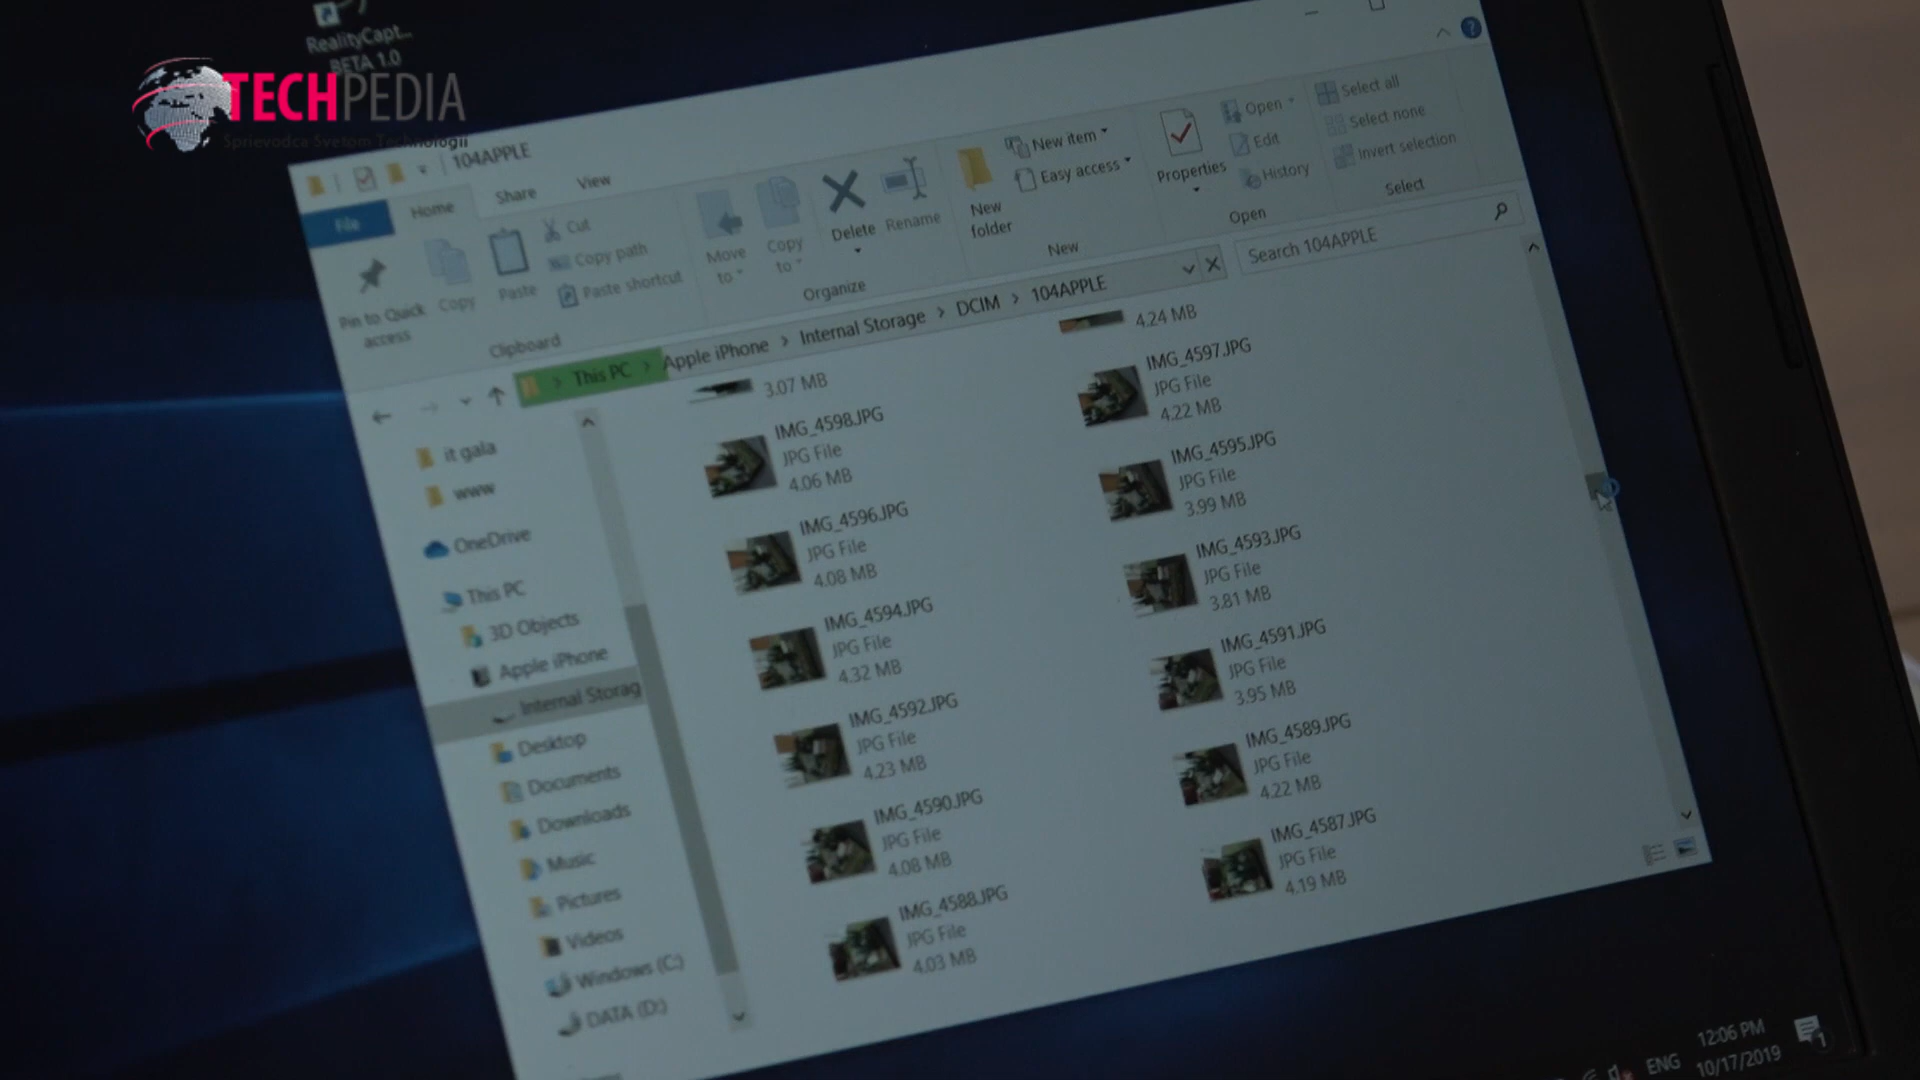 RealityCapt...
BETA 1.0
TECHPEDIA
Sprievodca Svetom Technológií
104APPLE
File
Home
Share
View
Pin to Quick access
Copy
Paste
Cut
Copy path
Paste shortcut
Clipboard
Move to
Copy to
Delete
Rename
Organize
New folder
New item
Easy access
New
Properties
Open
Edit
History
Open
Select all
Select none
Invert selection
Select
This PC
Apple iPhone
Internal Storage
DCIM
104APPLE
Search 104APPLE
it gala
www
OneDrive
This PC
3D Objects
Apple iPhone
Internal Storag
Desktop
Documents
Downloads
Music
Pictures
Videos
Windows (C:)
DATA (D:)
3.07 MB
4.24 MB
IMG_4598.JPG
JPG File
4.06 MB
IMG_4597.JPG
JPG File
4.22 MB
IMG_4596.JPG
JPG File
4.08 MB
IMG_4595.JPG
JPG File
3.99 MB
IMG_4594.JPG
JPG File
4.32 MB
IMG_4593.JPG
JPG File
3.81 MB
IMG_4592.JPG
JPG File
4.23 MB
IMG_4591.JPG
JPG File
3.95 MB
IMG_4590.JPG
JPG File
4.08 MB
IMG_4589.JPG
JPG File
4.22 MB
IMG_4588.JPG
JPG File
4.03 MB
IMG_4587.JPG
JPG File
4.19 MB
ENG
12:06 PM
10/17/2019
1